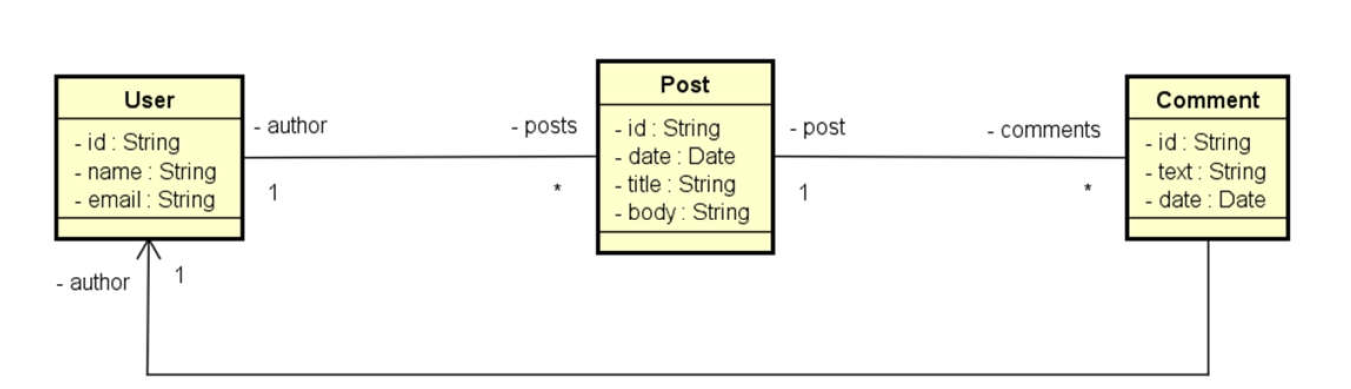 User
- id : String
- name : String
- email : String
- author
1
- posts
*
Post
- id : String
- date : Date
- title : String
- body : String
- post
1
- comments
*
Comment
- id : String
- text : String
- date : Date
- author
1